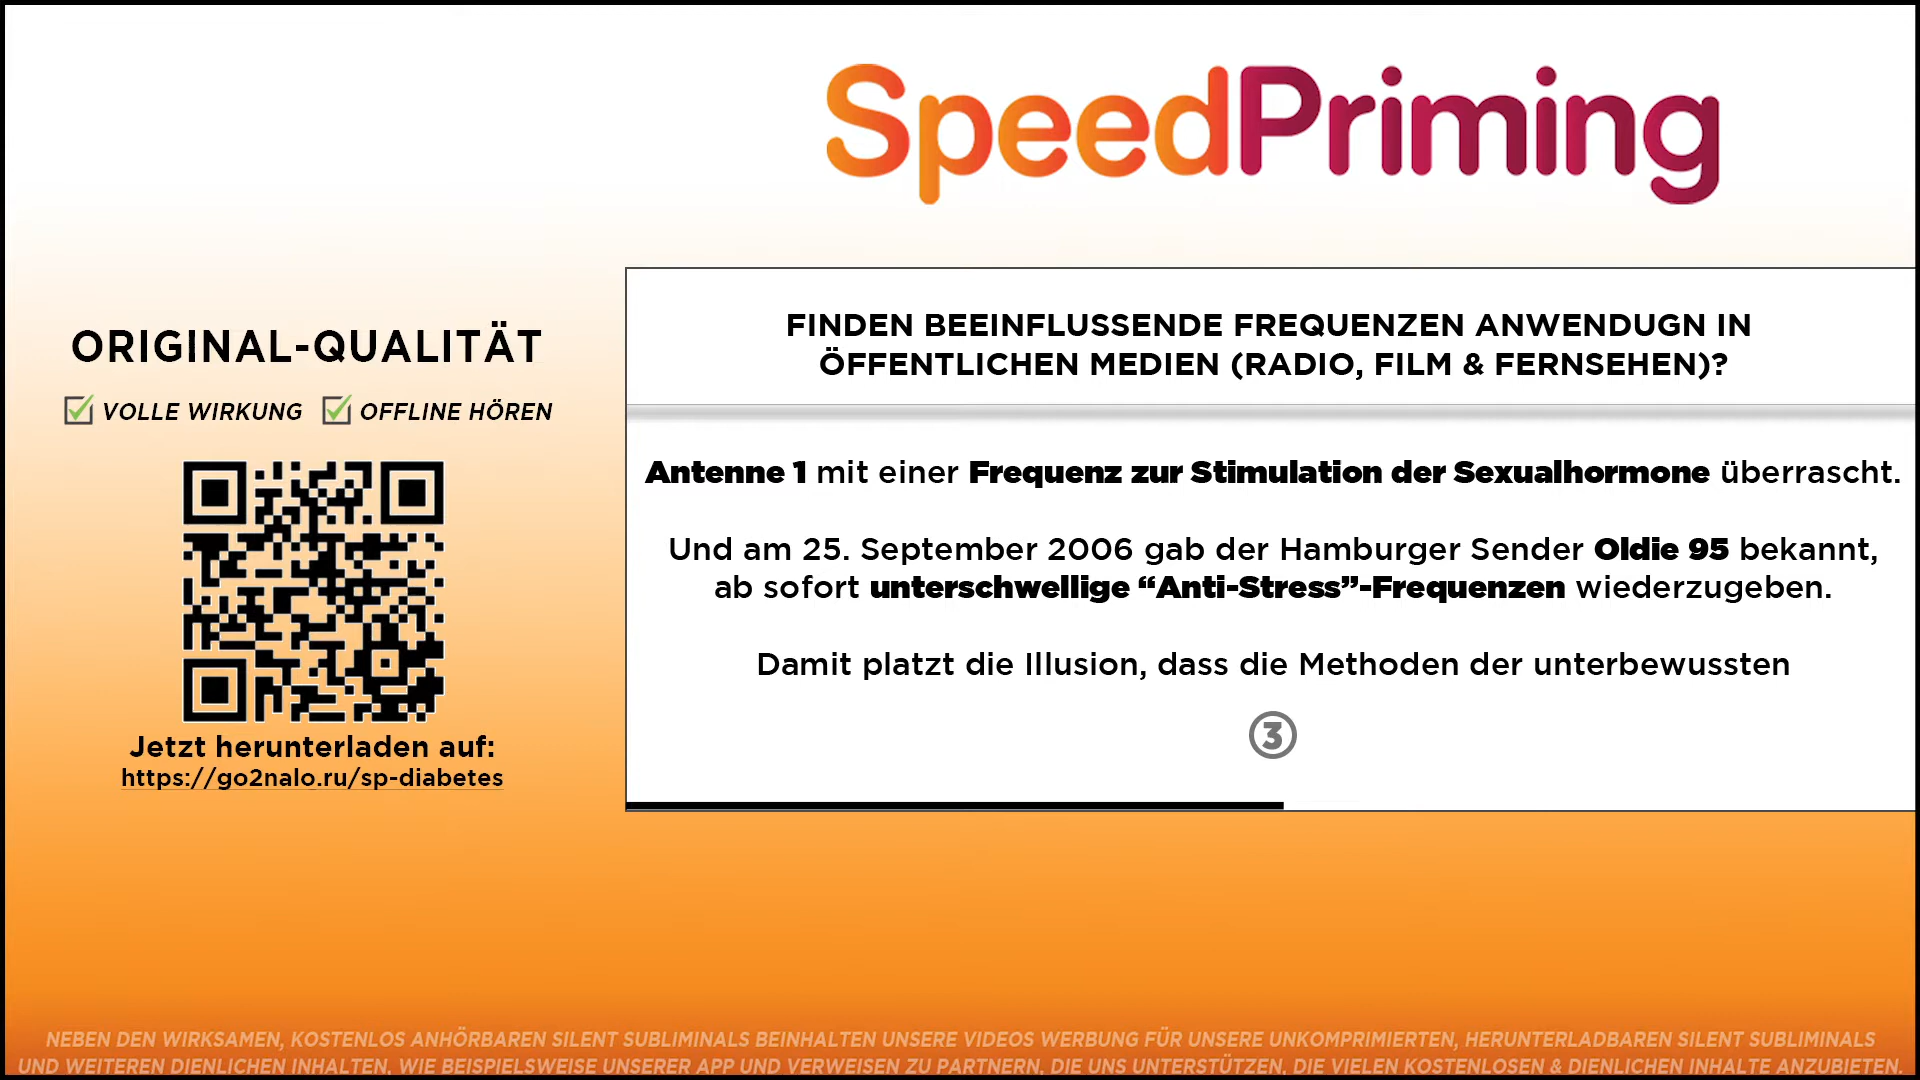 SpeedPriming
ORIGINAL-QUALITÄT
VOLLE WIRKUNG OFFLINE HÖREN
Jetzt herunterladen auf:
https://go2nalo.ru/sp-diabetes
FINDEN BEEINFLUSSENDE FREQUENZEN ANWENDUGN IN
ÖFFENTLICHEN MEDIEN (RADIO, FILM & FERNSEHEN)?
Antenne 1 mit einer Frequenz zur Stimulation der Sexualhormone überrascht.
Und am 25. September 2006 gab der Hamburger Sender Oldie 95 bekannt,
ab sofort unterschwellige “Anti-Stress”-Frequenzen wiederzugeben.
Damit platzt die Illusion, dass die Methoden der unterbewussten
3
NEBEN DEN WIRKSAMEN, KOSTENLOS ANHÖRBAREN SILENT SUBLIMINALS BEINHALTEN UNSERE VIDEOS WERBUNG FÜR UNSERE UNKOMPRIMIERTEN, HERUNTERLADBAREN SILENT SUBLIMINALS
UND WEITEREN DIENLICHEN INHALTEN, WIE BEISPIELSWEISE UNSERER APP UND VERWEISEN ZU PARTNERN, DIE UNS UNTERSTÜTZEN, DIE VIELEN KOSTENLOSEN & DIENLICHEN INHALTE ANZUBIETEN.